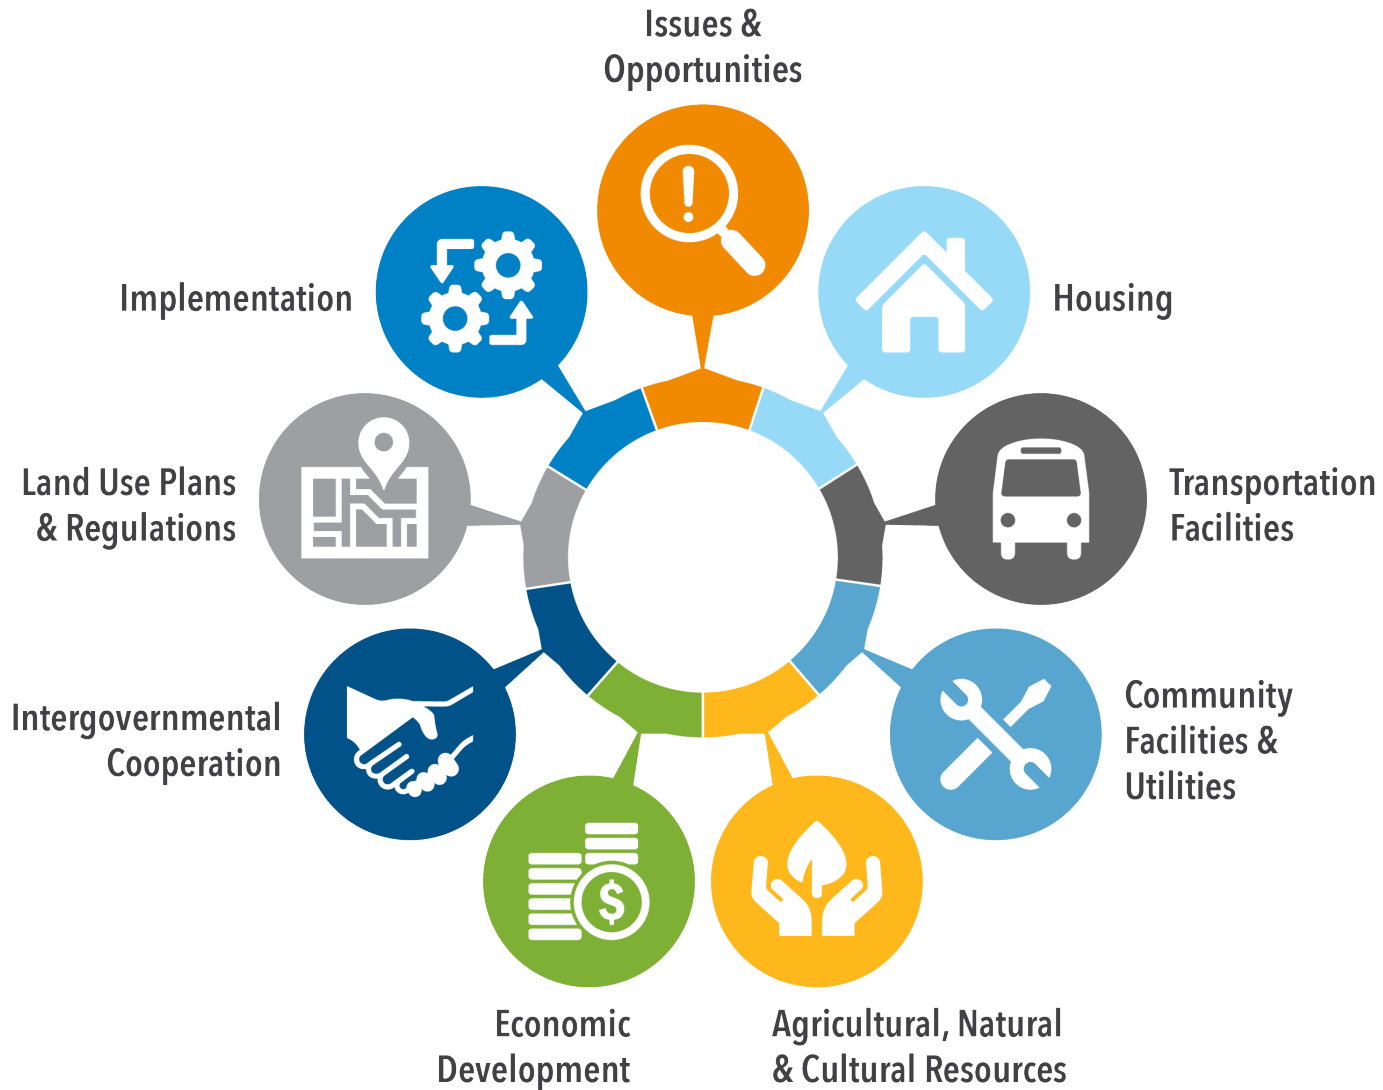 Issues &
Opportunities
Housing
Transportation
Facilities
Community
Facilities &
Utilities
Agricultural, Natural
& Cultural Resources
Economic
Development
$
Intergovernmental
Cooperation
Land Use Plans
& Regulations
Implementation
!